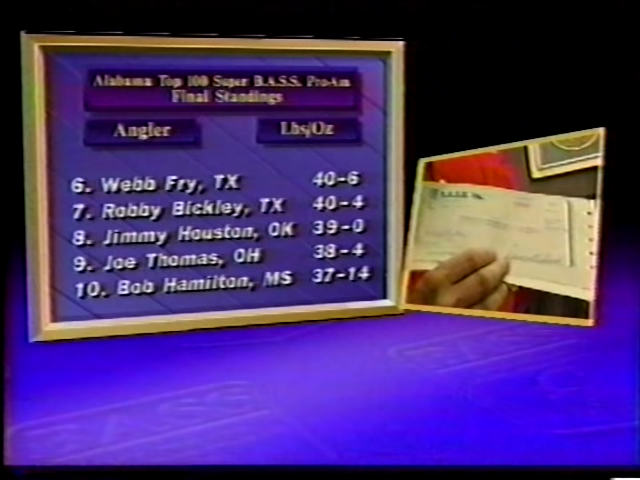 Alabama Top 100 Super B.A.S.S. Pro-Am
Final Standings
Angler Lbs/Oz
6. Webb Fry, TX 40-6
7. Robby Bickley, TX 40-4
8. Jimmy Houston, OK 39-0
9. Joe Thomas, OH 38-4
10. Bob Hamilton, MS 37-14
B.A.S.S.
BASS